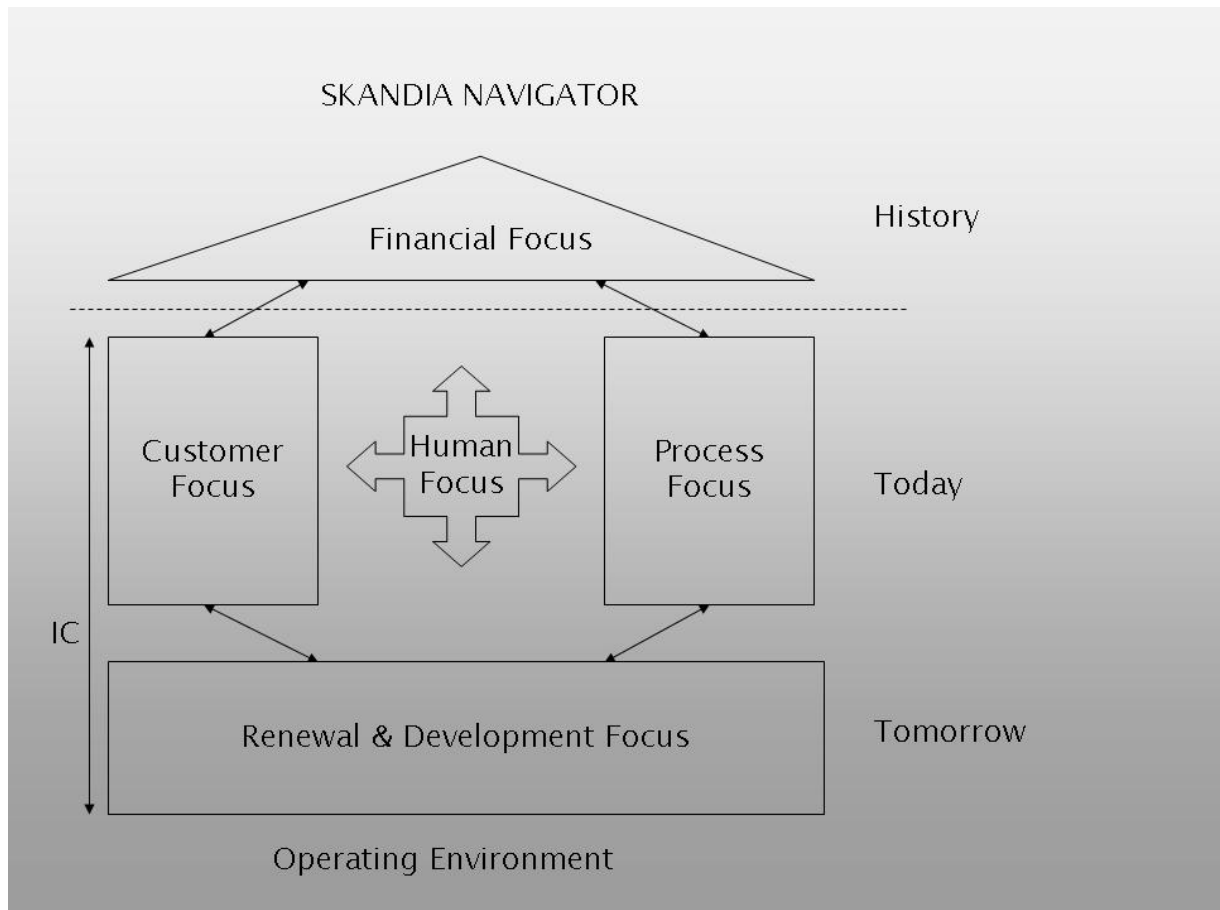 SKANDIA NAVIGATOR
Financial Focus
History
Customer
Focus
Human
Focus
Process
Focus
Today
IC
Renewal & Development Focus
Tomorrow
Operating Environment